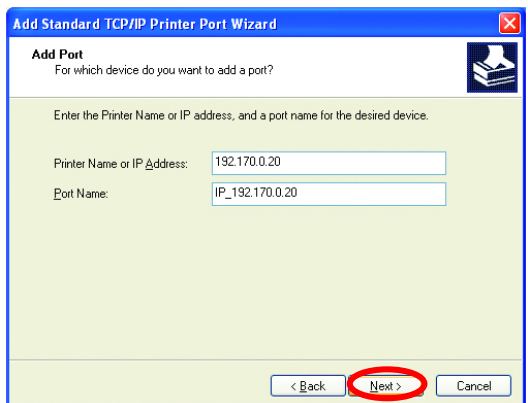 Add Standard TCP/IP Printer Port Wizard
Add Port
For which device do you want to add a port?
Enter the Printer Name or IP address, and a port name for the desired device.
Printer Name or IP Address: 192.170.0.20
Port Name: IP_192.170.0.20
< Back Next > Cancel